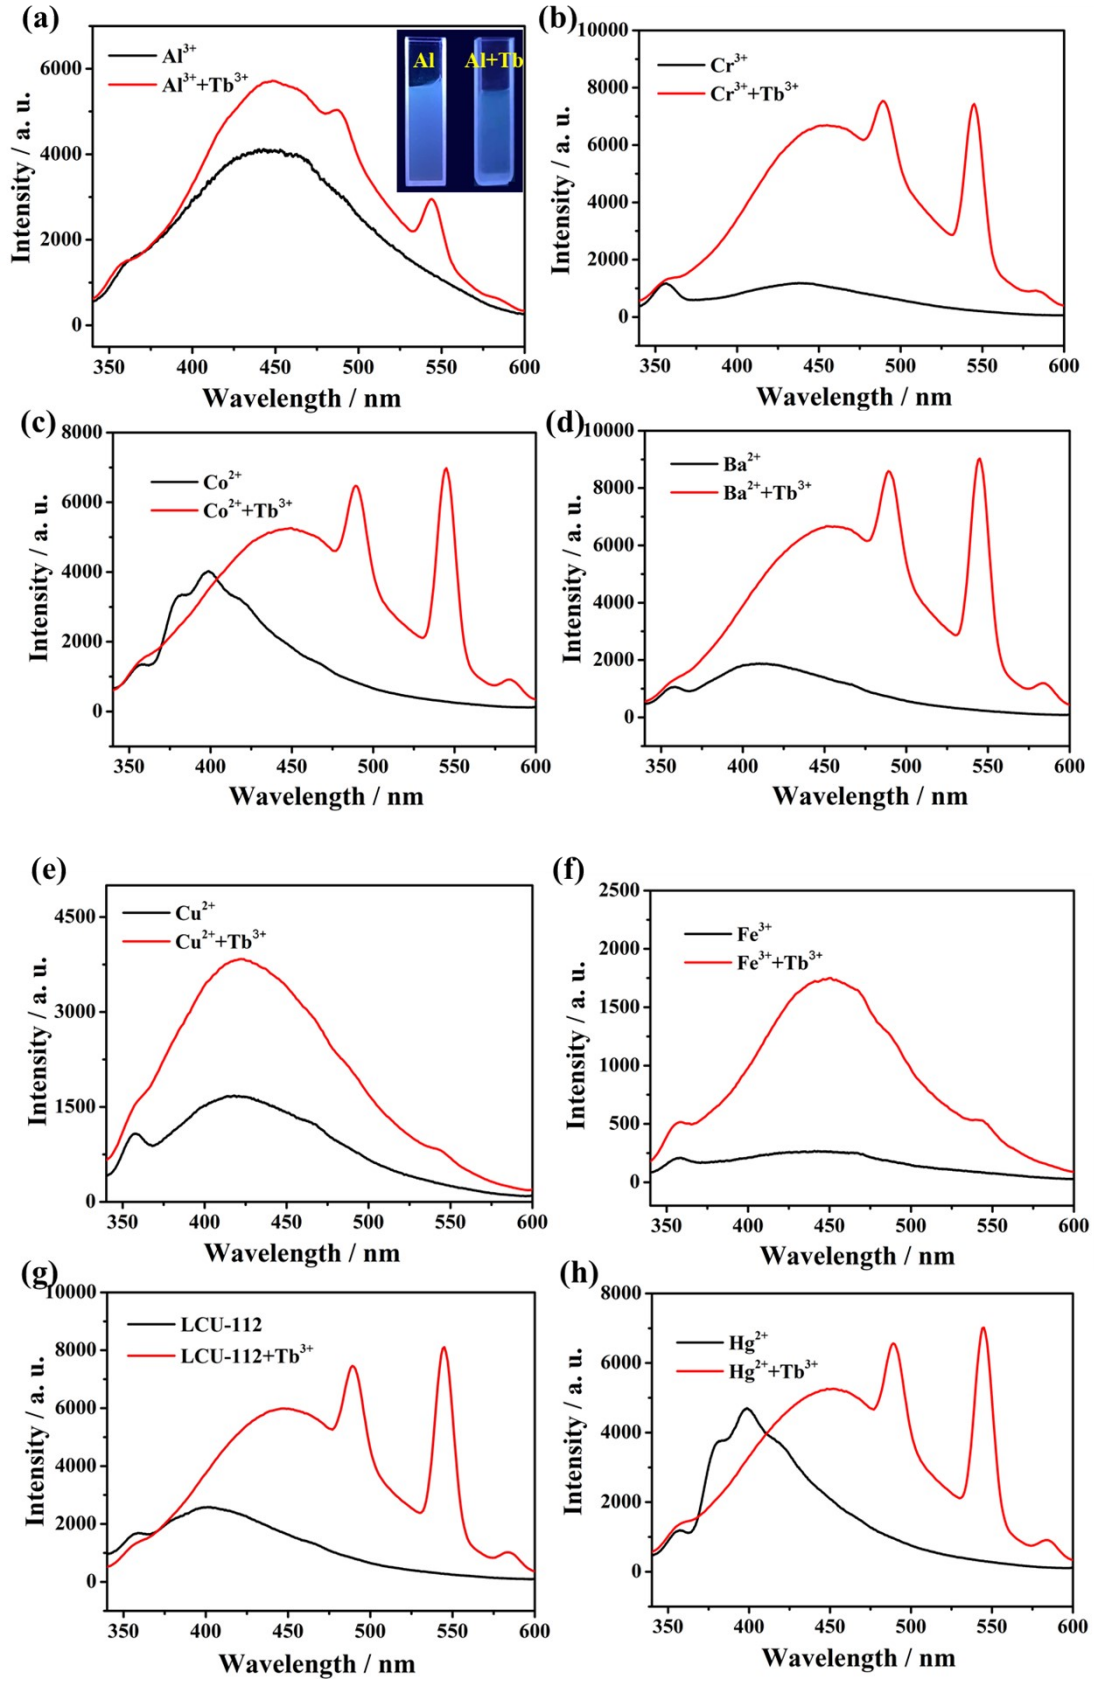 (a)
Al3+
Al3++Tb3+
Al
Al+Tb
6000
4000
2000
0
Intensity / a. u.
350 400 450 500 550 600
Wavelength / nm
(b)
Cr3+
Cr3++Tb3+
10000
8000
6000
4000
2000
0
Intensity / a. u.
350 400 450 500 550 600
Wavelength / nm
(c)
Co2+
Co2++Tb3+
8000
6000
4000
2000
0
Intensity / a. u.
350 400 450 500 550 600
Wavelength / nm
(d)
Ba2+
Ba2++Tb3+
10000
8000
6000
4000
2000
0
Intensity / a. u.
350 400 450 500 550 600
Wavelength / nm
(e)
Cu2+
Cu2++Tb3+
4500
3000
1500
0
Intensity / a. u.
350 400 450 500 550 600
Wavelength / nm
(f)
Fe3+
Fe3++Tb3+
2500
2000
1500
1000
500
0
Intensity / a. u.
350 400 450 500 550 600
Wavelength / nm
(g)
LCU-112
LCU-112+Tb3+
10000
8000
6000
4000
2000
0
Intensity / a. u.
350 400 450 500 550 600
Wavelength / nm
(h)
Hg2+
Hg2++Tb3+
8000
6000
4000
2000
0
Intensity / a. u.
350 400 450 500 550 600
Wavelength / nm